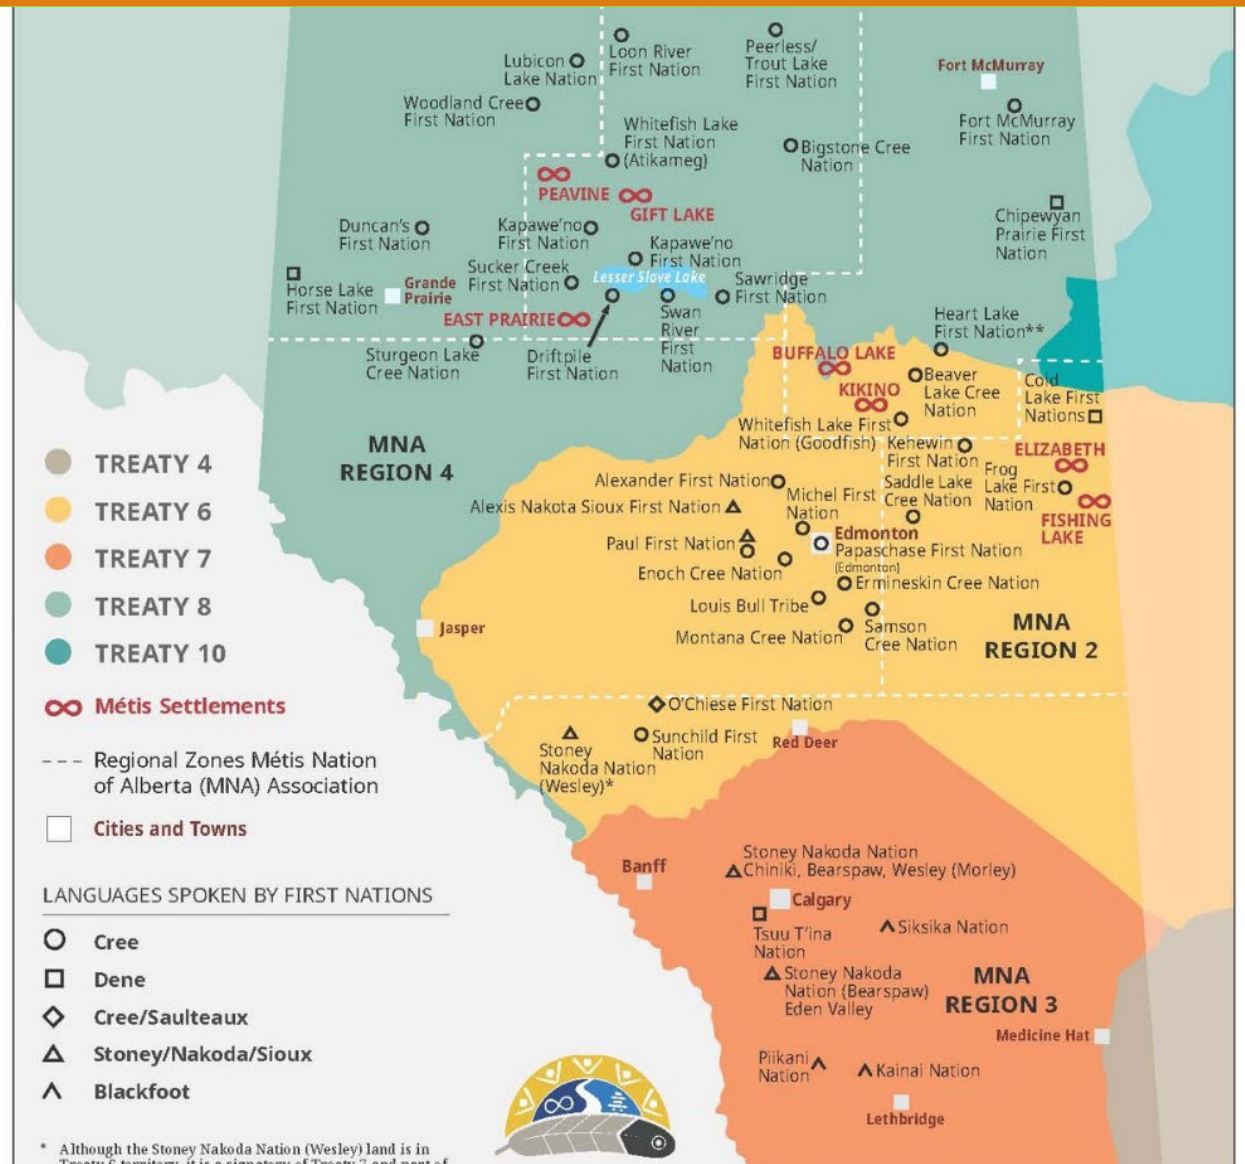 Loon River
First Nation
Peerless/
Trout Lake
First Nation
Lubicon
Lake Nation
Fort McMurray
Woodland Cree
First Nation
Fort McMurray
First Nation
Whitefish Lake
First Nation
(Atikameg)
Bigstone Cree
Nation
PEAVINE
GIFT LAKE
Chipewyan
Prairie First
Nation
Duncan's
First Nation
Kapawe'no
First Nation
Kapawe'no
First Nation
Sucker Creek
First Nation
Lesser Slave Lake
Sawridge
First Nation
Horse Lake
First Nation
Grande
Prairie
EAST PRAIRIE
Swan
River
First
Nation
Heart Lake
First Nation**
Sturgeon Lake
Cree Nation
Driftpile
First Nation
BUFFALO LAKE
KIKINO
Beaver
Lake Cree
Nation
Cold
Lake First
Nations
Whitefish Lake First
Nation (Goodfish)
Kehewin
First Nation
ELIZABETH
MNA
REGION 4
Alexander First Nation
Michel First
Nation
Saddle Lake
Cree Nation
Frog
Lake First
Nation
FISHING
LAKE
Alexis Nakota Sioux First Nation
Edmonton
Paul First Nation
Papaschase First Nation
(Edmonton)
Enoch Cree Nation
Ermineskin Cree Nation
Louis Bull Tribe
Samson
Cree Nation
Montana Cree Nation
MNA
REGION 2
Jasper
O'Chiese First Nation
Sunchild First
Nation
Red Deer
Stoney
Nakoda Nation
(Wesley)*
Banff
Stoney Nakoda Nation
Chiniki, Bearspaw, Wesley (Morley)
Calgary
Tsuu T'ina
Nation
Siksika Nation
Stoney Nakoda
Nation (Bearspaw)
Eden Valley
MNA
REGION 3
Medicine Hat
Piikani
Nation
Kainai Nation
Lethbridge
TREATY 4
TREATY 6
TREATY 7
TREATY 8
TREATY 10
Métis Settlements
Regional Zones Métis Nation
of Alberta (MNA) Association
Cities and Towns
LANGUAGES SPOKEN BY FIRST NATIONS
Cree
Dene
Cree/Saulteaux
Stoney/Nakoda/Sioux
Blackfoot
* Although the Stoney Nakoda Nation (Wesley) land is in
Treaty 6 territory, it is a signatory of Treaty 7 and part of